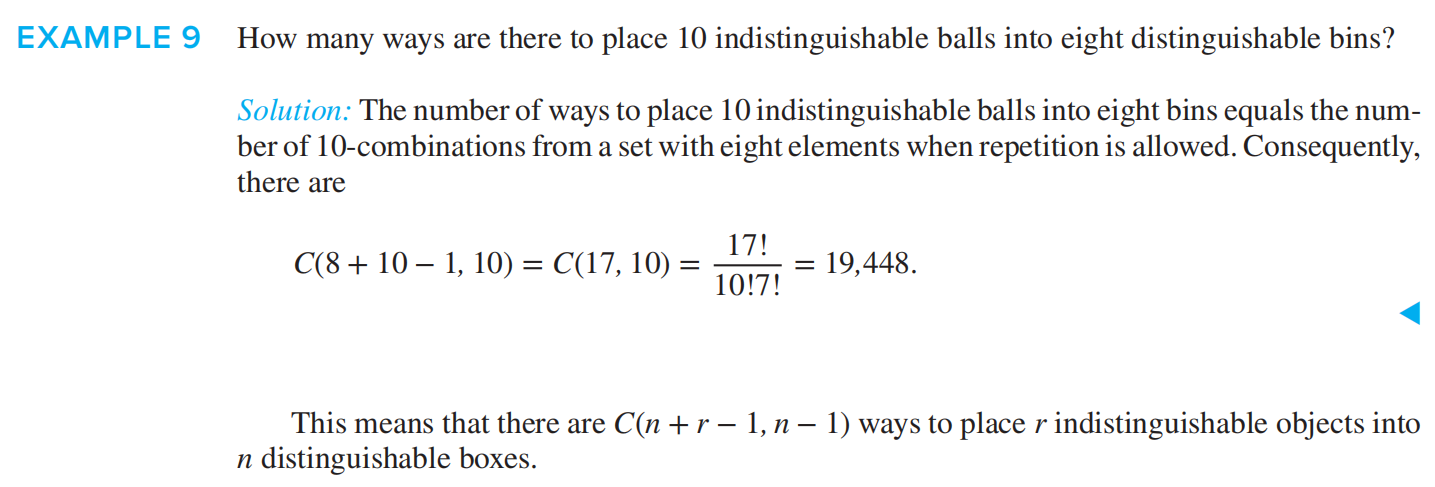 EXAMPLE 9 How many ways are there to place 10 indistinguishable balls into eight distinguishable bins?
Solution: The number of ways to place 10 indistinguishable balls into eight bins equals the num-
ber of 10-combinations from a set with eight elements when repetition is allowed. Consequently,
there are
C(8 + 10 − 1, 10) = C(17, 10) = 17!/10!7! = 19,448.
This means that there are C(n + r − 1, n − 1) ways to place r indistinguishable objects into
n distinguishable boxes.